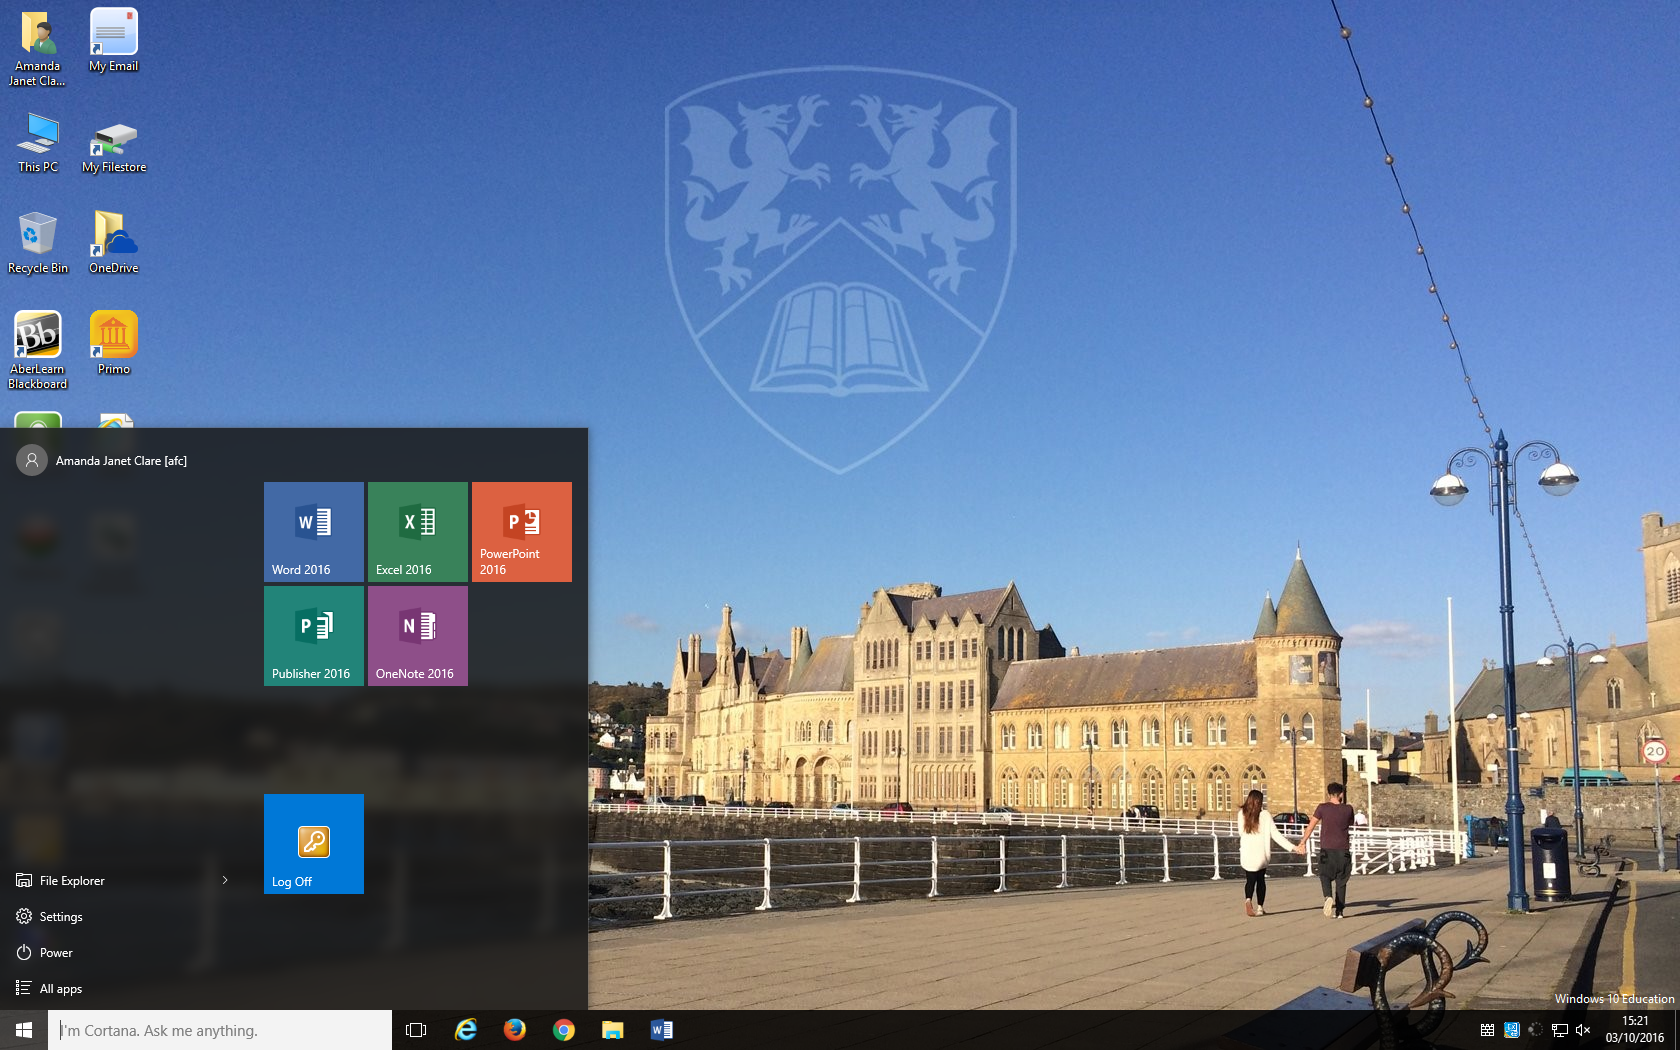 Amanda
Janet Cla...
My Email
This PC
My Filestore
Recycle Bin
OneDrive
Bb
AberLearn
Blackboard
Primo
Amanda Janet Clare [afc]
W
Word 2016
X
Excel 2016
P
PowerPoint
2016
P
Publisher 2016
N
OneNote 2016
Log Off
File Explorer
Settings
Power
All apps
20
Windows 10 Education
I'm Cortana. Ask me anything.
W
15:21
03/10/2016